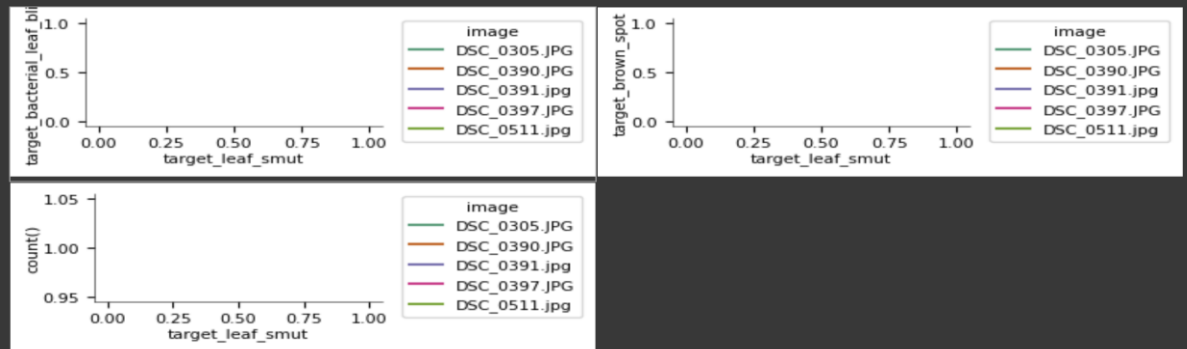 target_bacterial_leaf_bli
1.0
0.5
0.0
0.00 0.25 0.50 0.75 1.00
target_leaf_smut
image
DSC_0305.JPG
DSC_0390.JPG
DSC_0391.jpg
DSC_0397.JPG
DSC_0511.jpg
target_brown_spot
1.0
0.5
0.0
0.00 0.25 0.50 0.75 1.00
target_leaf_smut
image
DSC_0305.JPG
DSC_0390.JPG
DSC_0391.jpg
DSC_0397.JPG
DSC_0511.jpg
count()
1.05
1.00
0.95
0.00 0.25 0.50 0.75 1.00
target_leaf_smut
image
DSC_0305.JPG
DSC_0390.JPG
DSC_0391.jpg
DSC_0397.JPG
DSC_0511.jpg